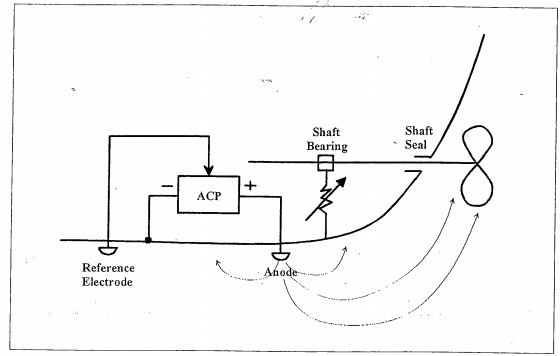 Shaft
Bearing
Shaft
Seal
− ACP +
Reference
Electrode
Anode